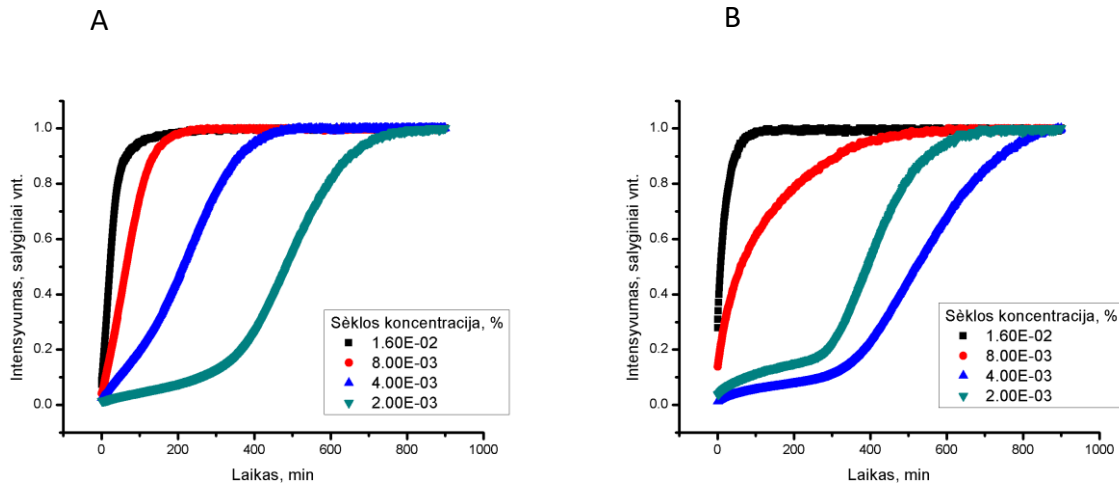 A
Intensyvumas, salyginiai vnt.
1.0
0.8
0.6
0.4
0.2
0.0
Sėklos koncentracija, %
1.60E-02
8.00E-03
4.00E-03
2.00E-03
0 200 400 600 800 1000
Laikas, min
B
Intensyvumas, salyginiai vnt.
1.0
0.8
0.6
0.4
0.2
0.0
Sėklos koncentracija, %
1.60E-02
8.00E-03
4.00E-03
2.00E-03
0 200 400 600 800 1000
Laikas, min